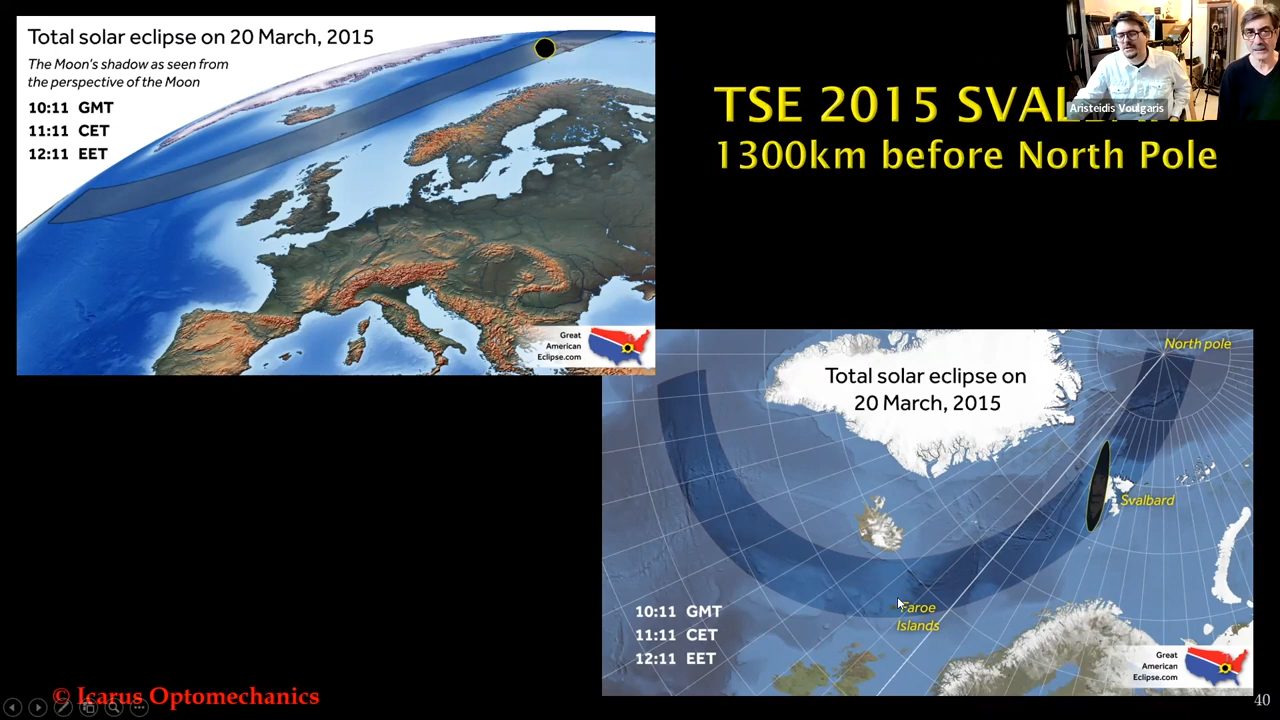 Total solar eclipse on 20 March, 2015
The Moon's shadow as seen from
the perspective of the Moon
10:11 GMT
11:11 CET
12:11 EET
Great
American
Eclipse.com
TSE 2015
1300km before North Pole
Aristeidis Voulgaris
North pole
Total solar eclipse on
20 March, 2015
Svalbard
Faroe
Islands
10:11 GMT
11:11 CET
12:11 EET
Great
American
Eclipse.com
© Icarus Optomechanics
40